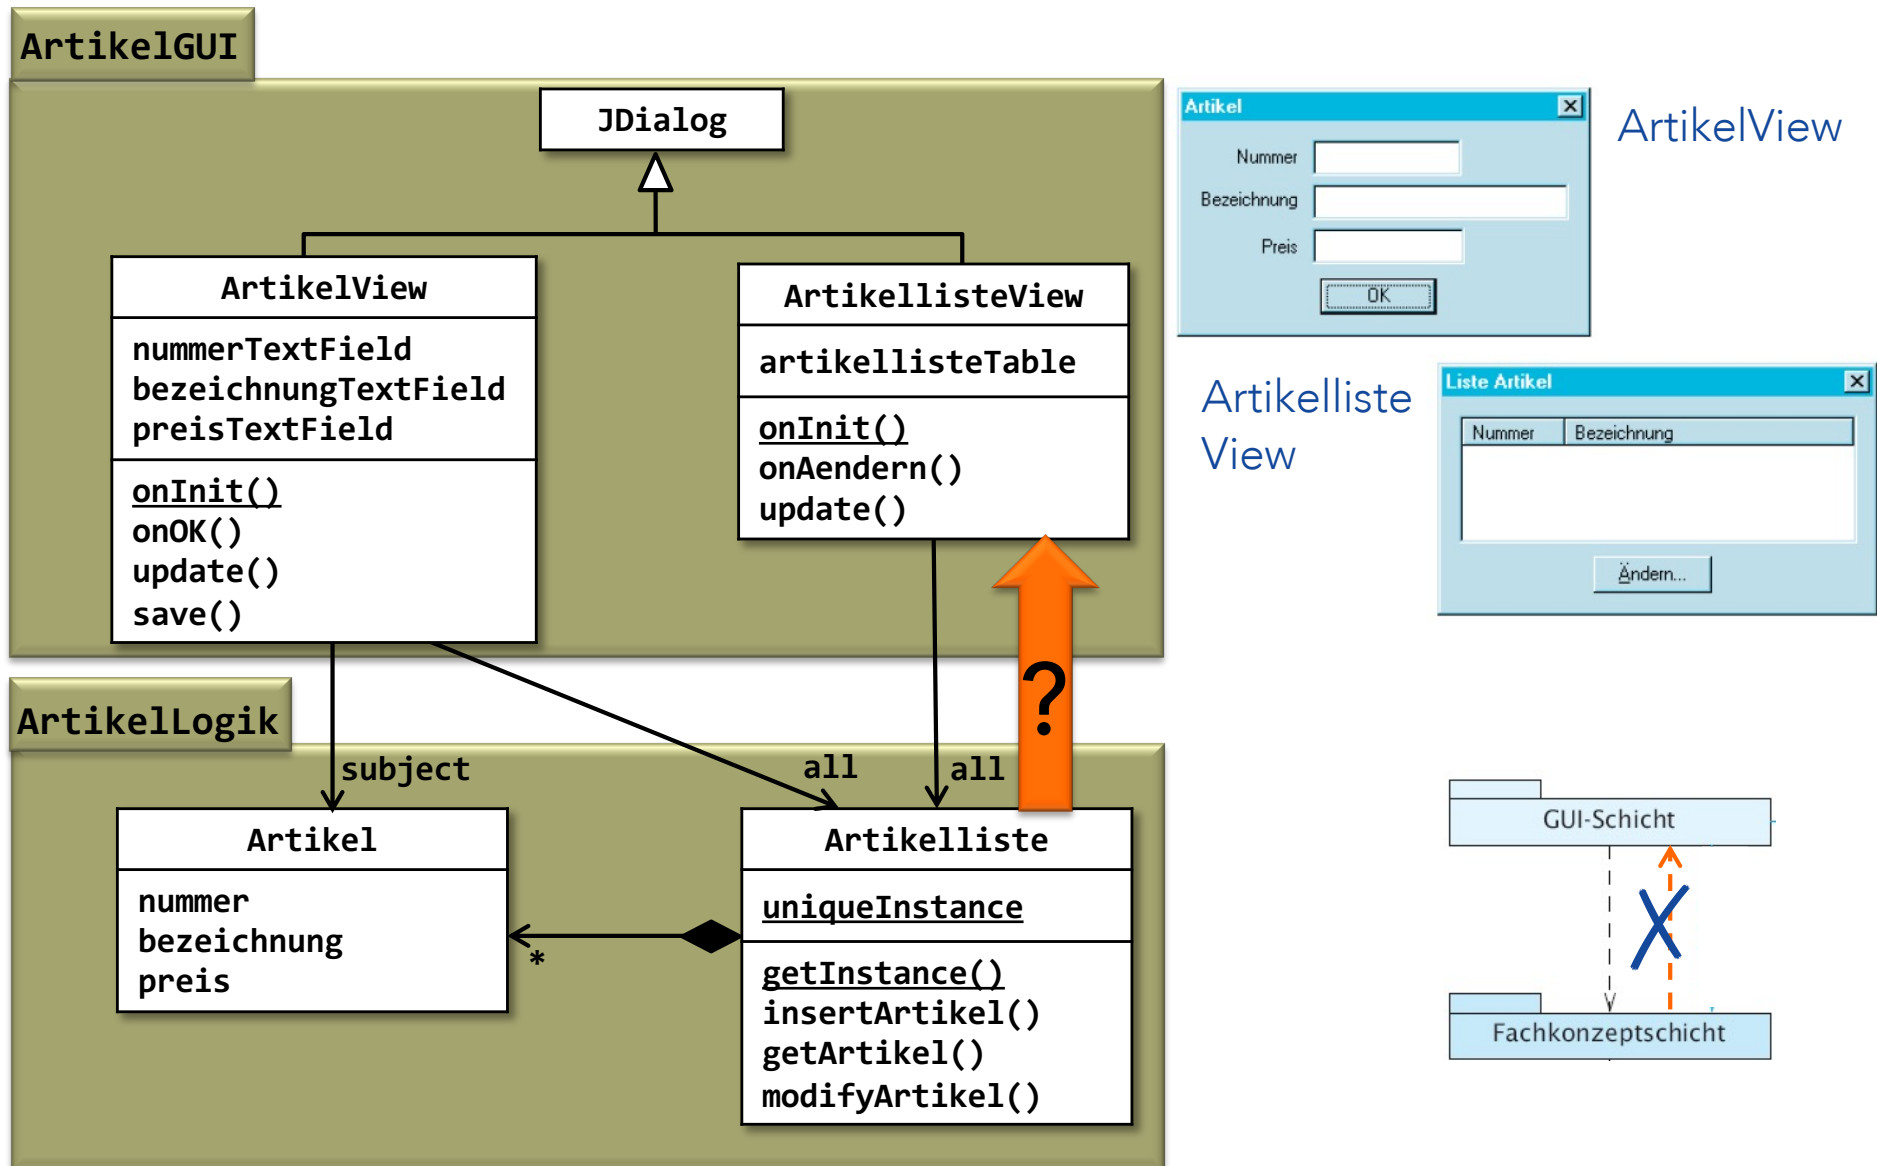 ArtikelGUI
JDialog
ArtikelView
nummerTextField
bezeichnungTextField
preisTextField
onInit()
onOK()
update()
save()
ArtikellisteView
artikellisteTable
onInit()
onAendern()
update()
?
ArtikelLogik
subject
all
all
Artikel
nummer
bezeichnung
preis
*
Artikelliste
uniqueInstance
getInstance()
insertArtikel()
getArtikel()
modifyArtikel()
Artikel
Nummer
Bezeichnung
Preis
OK
ArtikelView
Artikelliste
View
Liste Artikel
Nummer Bezeichnung
Ändern...
GUI-Schicht
Fachkonzeptschicht